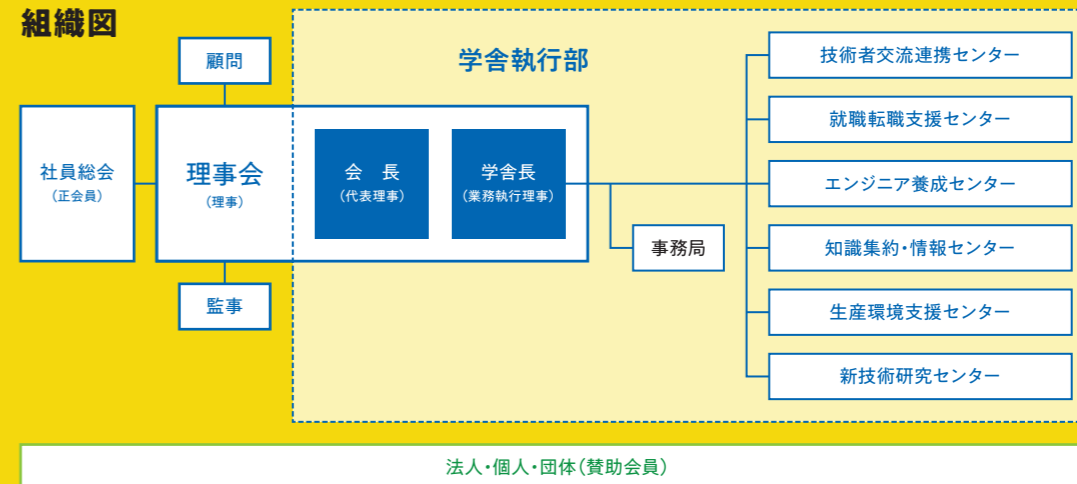 組織図
顧問
社員総会
(正会員)
理事会
(理事)
監事
学舎執行部
会　長
(代表理事)
学舎長
(業務執行理事)
事務局
技術者交流連携センター
就職転職支援センター
エンジニア養成センター
知識集約・情報センター
生産環境支援センター
新技術研究センター
法人・個人・団体(賛助会員)